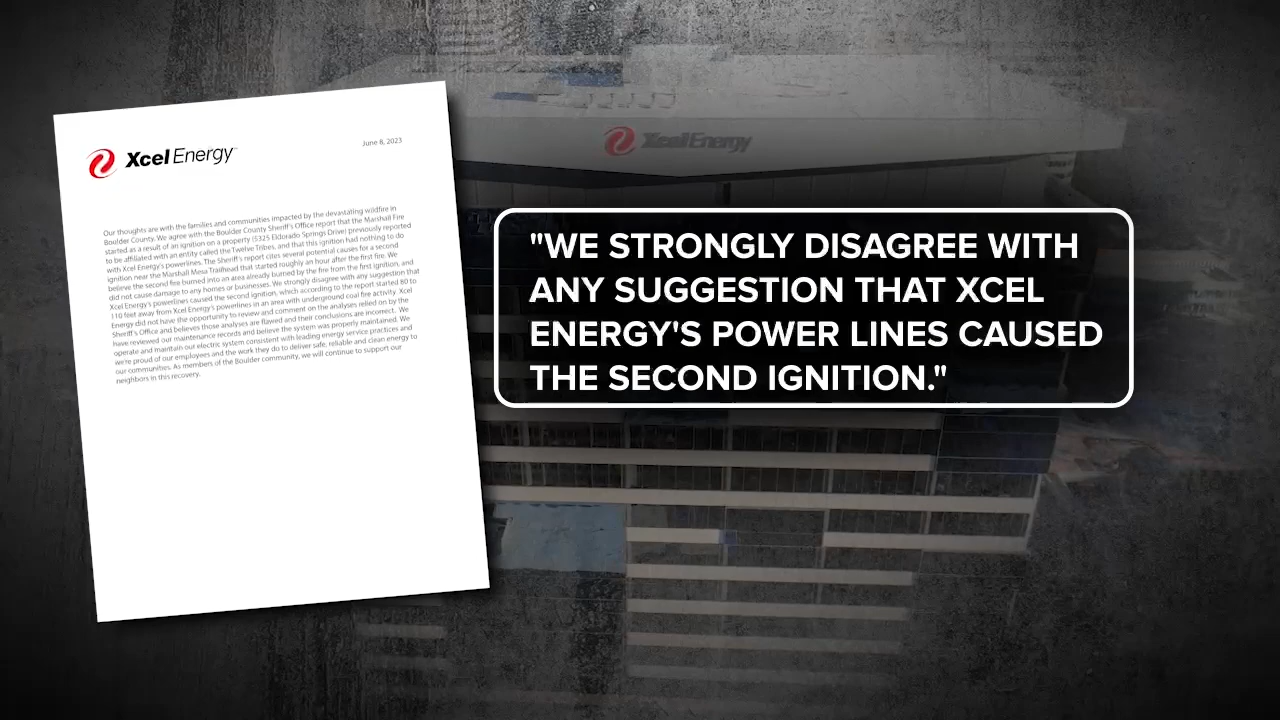 Xcel Energy
June 8, 2023
Our thoughts are with the families and communities impacted by the devastating wildfire in
Boulder County. We agree with the Boulder County Sheriff's Office report that the Marshall Fire
started as a result of an ignition on a property (5325 Eldorado Springs Drive) previously reported
to be affiliated with an entity called the Twelve Tribes, and that this ignition had nothing to do
with Xcel Energy's powerlines. The Sheriff's report cites several potential causes for a second
ignition near the Marshall Mesa Trailhead that started roughly an hour after the first fire. We
believe the second fire burned into an area already burned by the fire from the first ignition, and
did not cause damage to any homes or businesses. We strongly disagree with any suggestion that
Xcel Energy's powerlines caused the second ignition, which according to the report started 80 to
110 feet away from Xcel Energy's powerlines in an area with underground coal fire activity. Xcel
Energy did not have the opportunity to review and comment on the analyses relied on by the
Sheriff's Office and believes those analyses are flawed and their conclusions are incorrect. We
have reviewed our maintenance records and believe the system was properly maintained. We
operate and maintain our electric system consistent with leading energy service practices and
we're proud of our employees and the work they do to deliver safe, reliable and clean energy to
our communities. As members of the Boulder community, we will continue to support our
neighbors in this recovery.
Xcel Energy
"WE STRONGLY DISAGREE WITH
ANY SUGGESTION THAT XCEL
ENERGY'S POWER LINES CAUSED
THE SECOND IGNITION."